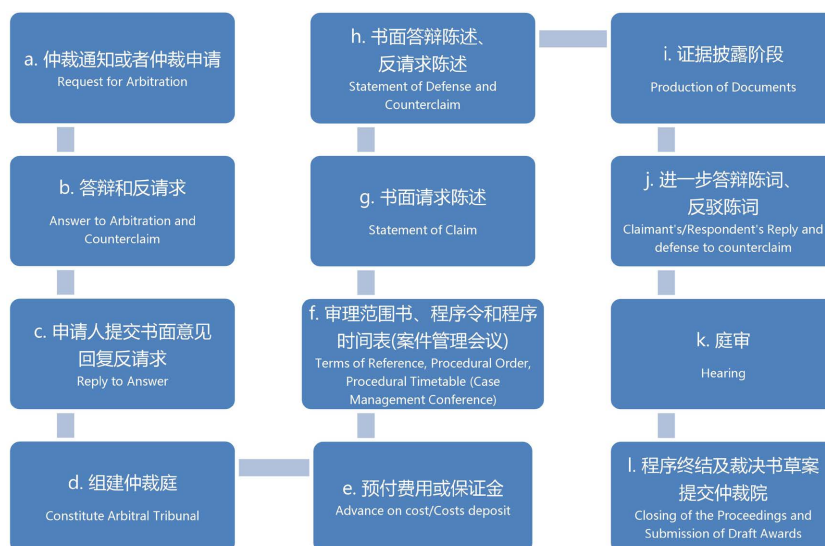 a. 仲裁通知或者仲裁申请
Request for Arbitration
b. 答辩和反请求
Answer to Arbitration and
Counterclaim
c. 申请人提交书面意见
回复反请求
Reply to Answer
d. 组建仲裁庭
Constitute Arbitral Tribunal
e. 预付费用或保证金
Advance on cost/Costs deposit
f. 审理范围书、程序令和程序
时间表(案件管理会议)
Terms of Reference, Procedural Order,
Procedural Timetable (Case
Management Conference)
g. 书面请求陈述
Statement of Claim
h. 书面答辩陈述、
反请求陈述
Statement of Defense and
Counterclaim
i. 证据披露阶段
Production of Documents
j. 进一步答辩陈词、
反驳陈词
Claimant's/Respondent's Reply and
defense to counterclaim
k. 庭审
Hearing
l. 程序终结及裁决书草案
提交仲裁院
Closing of the Proceedings and
Submission of Draft Awards